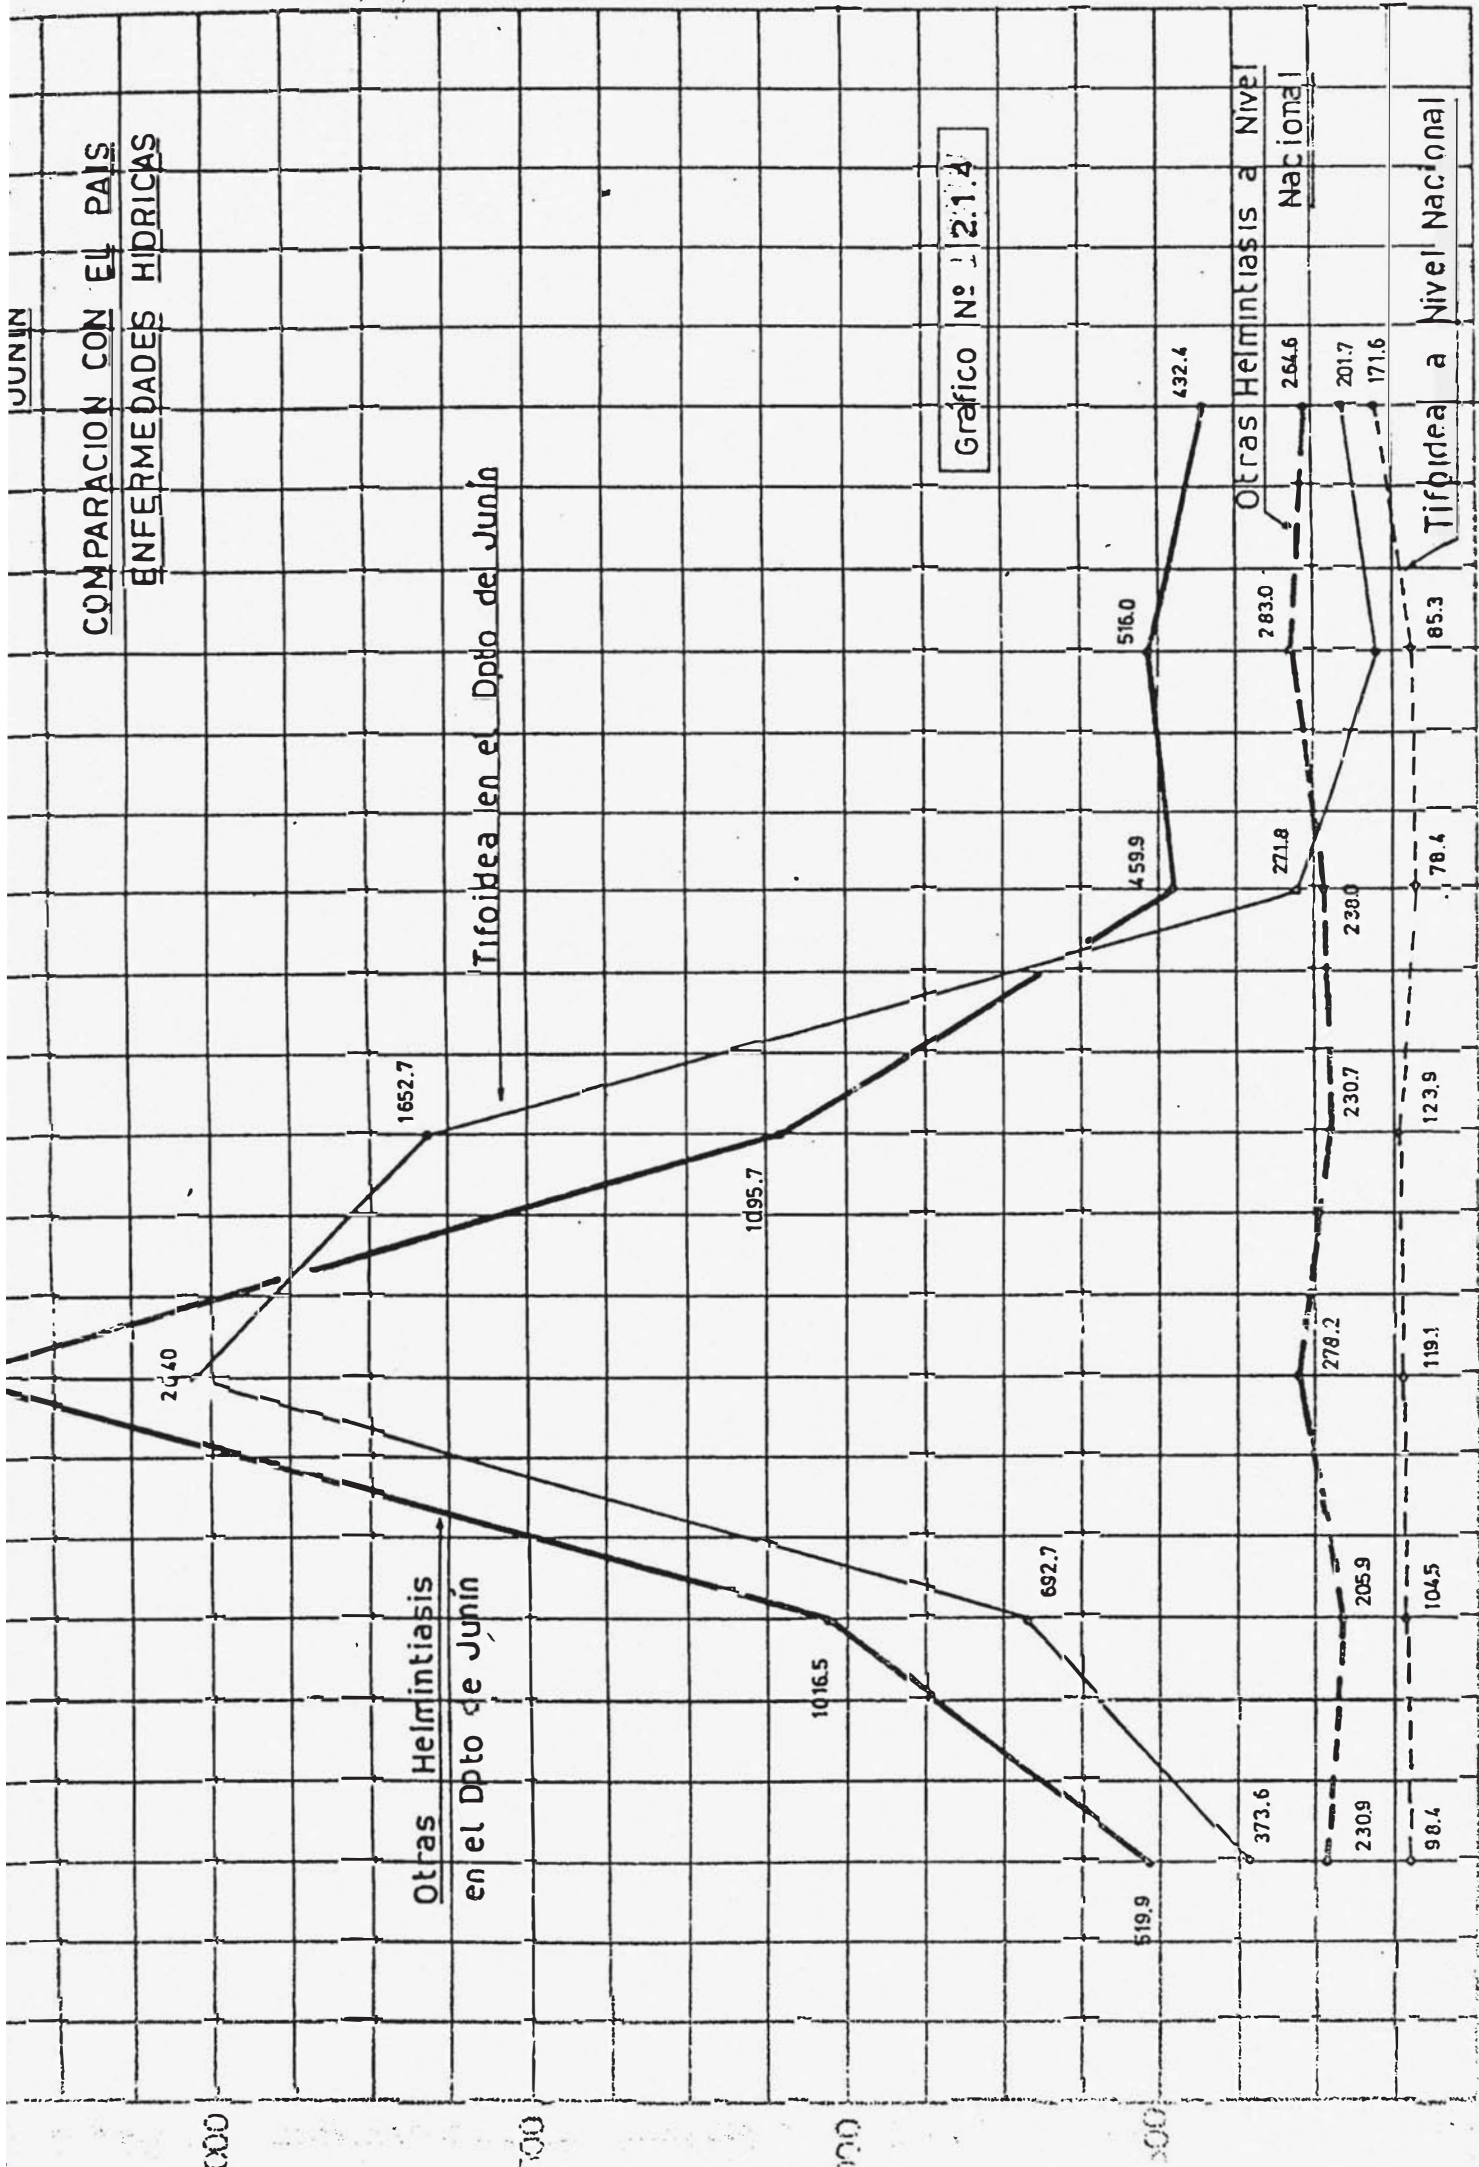 JUNIN
COMPARACION CON EL PAIS
ENFERMEDADES HIDRICAS
2040
1652.7
Tifoidea en el Dpto de Junín
Otras Helmintiasis
en el Dpto de Junín
1095.7
1016.5
Gráfico Nº 2.1.4
692.7
519.9
459.9
516.0
432.4
373.6
271.8
283.0
Otras Helmintiasis a Nivel
Nacional
264.6
201.7
171.6
230.9
205.9
278.2
230.7
238.0
98.4
104.5
119.1
123.9
78.4
85.3
Tifoidea a Nivel Nacional